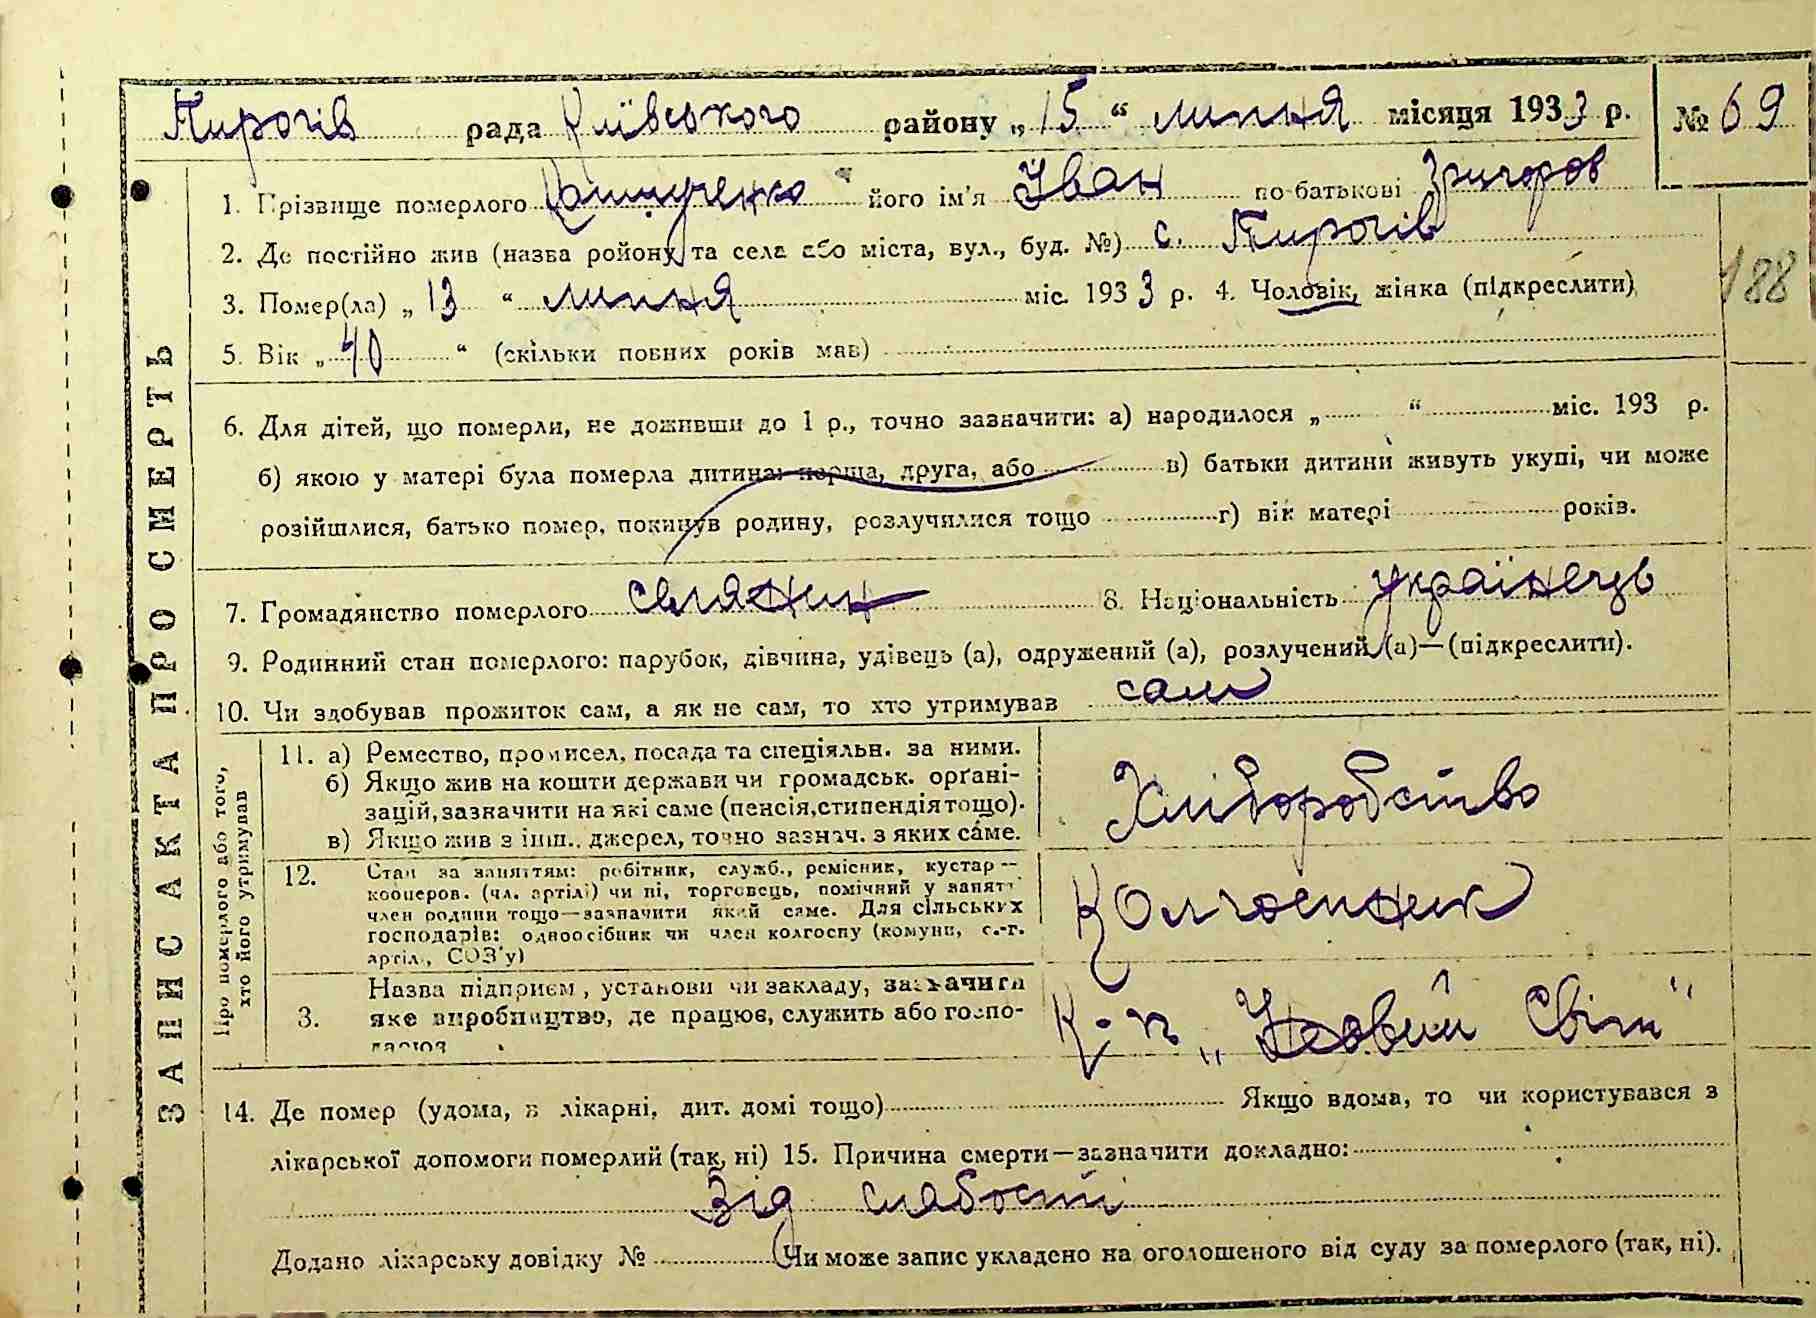 Пирогів рада Київського району „15“ липня місяця 1933 р. № 69
1. Прізвище померлого його ім'я Іван по-батькові Григоров
2. Де постійно жив (назва ройону та села або міста, вул., буд. №) с. Пирогів
3. Помер(ла) „13“ липня міс. 1933 р. 4. Чоловік, жінка (підкреслити)
188
5. Вік „40“ (скільки повних років мав)
6. Для дітей, що померли, не доживши до 1 р., точно зазначити: а) народилося „ “ міс. 193 р.
б) якою у матері була померла дитина: перша, друга, або в) батьки дитини живуть укупі, чи може
розійшлися, батько помер, покинув родину, розлучилися тощо г) вік матері років.
7. Громадянство померлого селянин 8. Національність українець
9. Родинний стан померлого: парубок, дівчина, удівець (а), одружений (а), розлучений (а)—(підкреслити).
10. Чи здобував прожиток сам, а як не сам, то хто утримував сам
ЗАПИС АКТА ПРО СМЕРТЬ
Про померлого або того,
хто його утримував
11. а) Ремество, промисел, посада та спеціяльн. за ними.
б) Якщо жив на кошти держави чи громадськ. орґані-
зацій, зазначити на які саме (пенсія, стипендія тощо).
в) Якщо жив з інш., джерел, точно зазнач. з яких саме.
Хліборобство
12. Стан за заняттям: робітник, служб., ремісник, кустар—
кооперов. (чл. артілі) чи ні, торговець, помічний у занят
член родини тощо—зазначити який саме. Для сільських
господарів: одноосібник чи член колгоспу (комуни, с.-г.
артіл., СОЗ'у)
Колгоспник
Назва підприєм, установи чи закладу, зазначити
3. яке виробництво, де працює, служить або госпо-
дарює
К-п „Новий Світ"
14. Де помер (удома, в лікарні, дит. домі тощо) Якщо вдома, то чи користувався з
лікарської допомоги померлий (так, ні) 15. Причина смерти—зазначити докладно:
Від слабости
Додано лікарську довідку № (Чи може запис укладено на оголошеного від суду за померлого (так, ні).